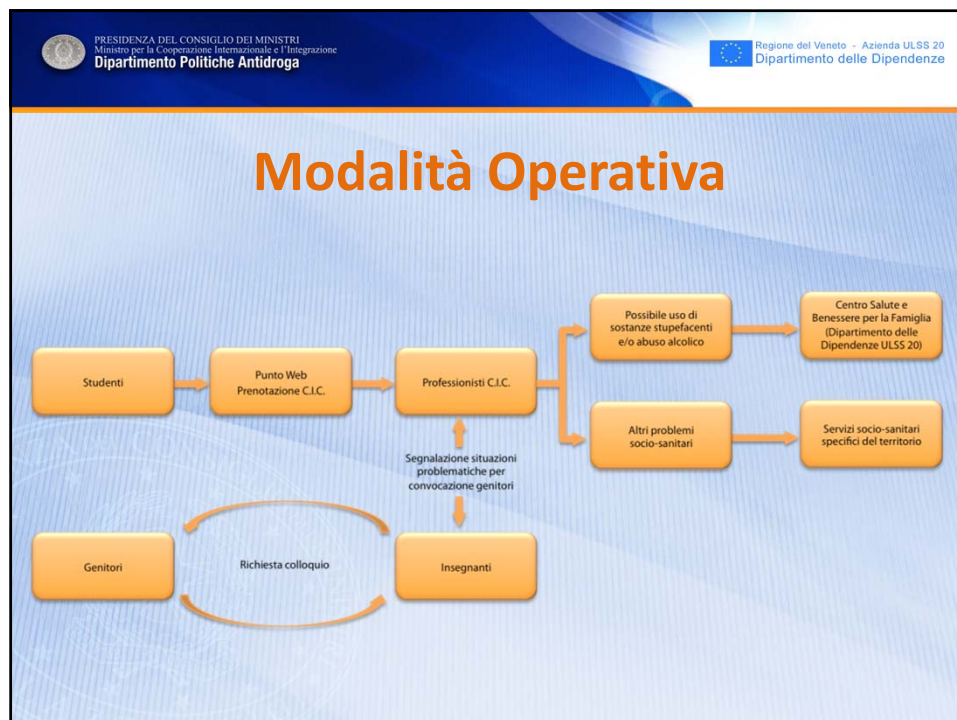 PRESIDENZA DEL CONSIGLIO DEI MINISTRI
Ministro per la Cooperazione Internazionale e l'Integrazione
Dipartimento Politiche Antidroga
Regione del Veneto - Azienda ULSS 20
Dipartimento delle Dipendenze
Modalità Operativa
Studenti
Punto Web
Prenotazione C.I.C.
Professionisti C.I.C.
Possibile uso di
sostanze stupefacenti
e/o abuso alcolico
Centro Salute e
Benessere per la Famiglia
(Dipartimento delle
Dipendenze ULSS 20)
Altri problemi
socio-sanitari
Servizi socio-sanitari
specifici del territorio
Segnalazione situazioni
problematiche per
convocazione genitori
Genitori
Richiesta colloquio
Insegnanti